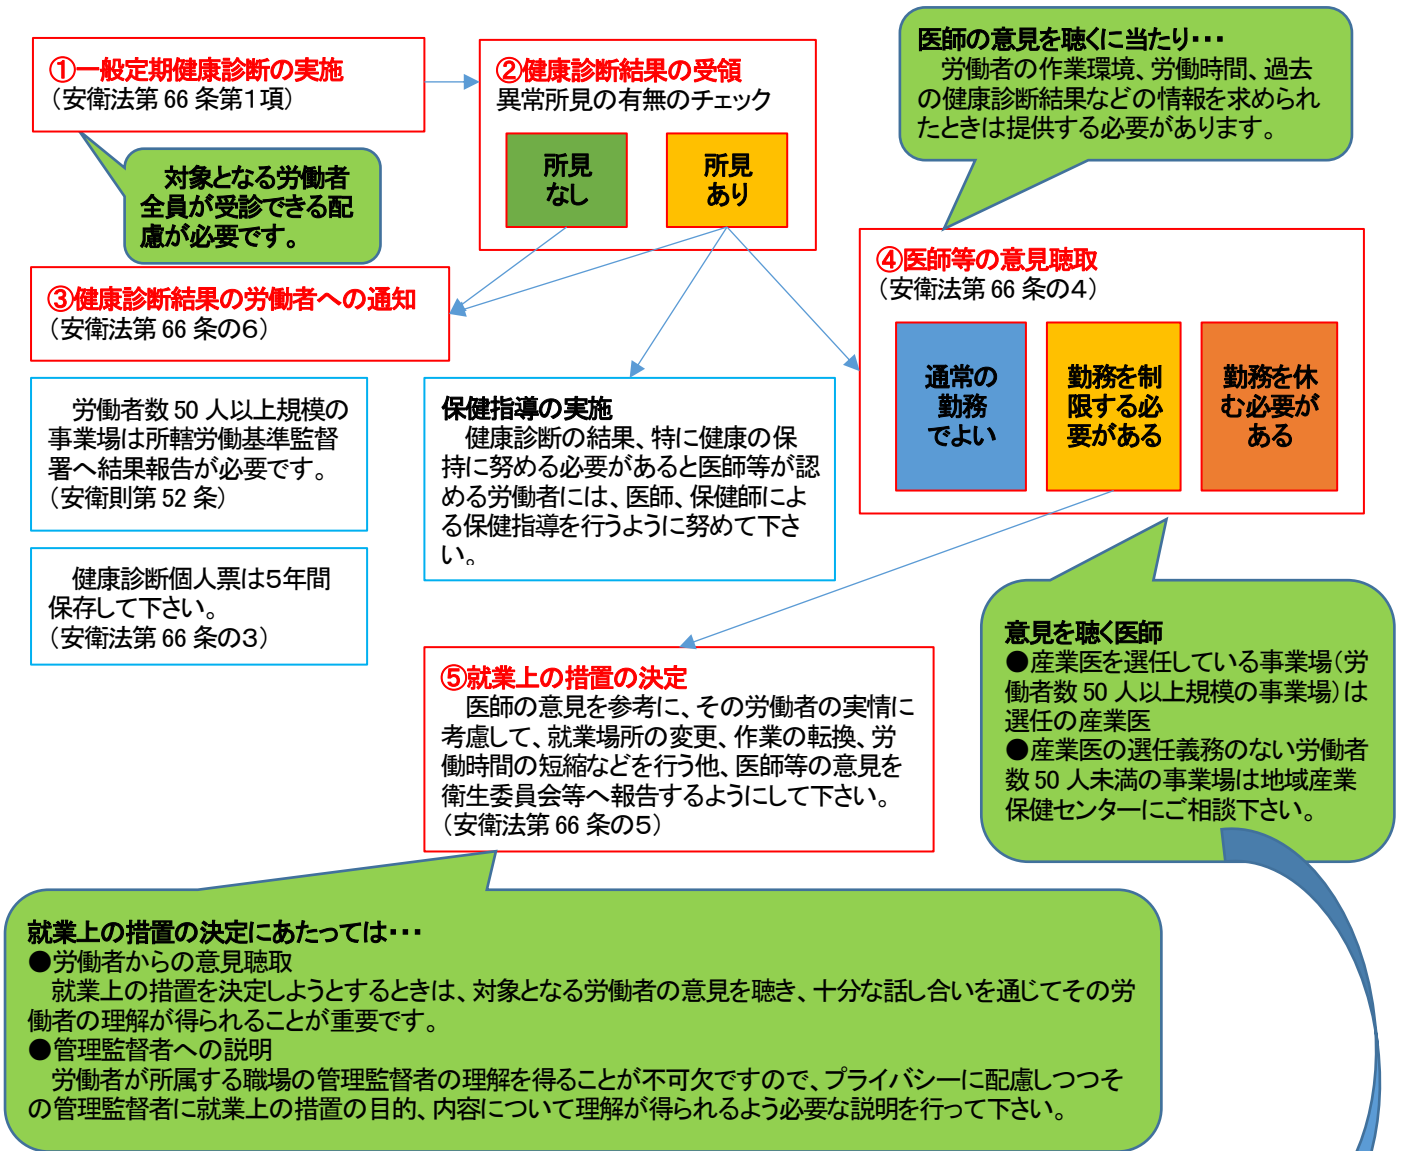 ①一般定期健康診断の実施
（安衛法第 66 条第１項）
対象となる労働者
全員が受診できる配
慮が必要です。
②健康診断結果の受領
異常所見の有無のチェック
所見
なし
所見
あり
医師の意見を聴くに当たり・・・
労働者の作業環境、労働時間、過去
の健康診断結果などの情報を求められ
たときは提供する必要があります。
③健康診断結果の労働者への通知
（安衛法第 66 条の６）
④医師等の意見聴取
（安衛法第 66 条の４）
通常の
勤務
でよい
勤務を制
限する必
要がある
勤務を休
む必要が
ある
労働者数 50 人以上規模の
事業場は所轄労働基準監督
署へ結果報告が必要です。
（安衛則第 52 条）
健康診断個人票は５年間
保存して下さい。
（安衛法第 66 条の３）
保健指導の実施
健康診断の結果、特に健康の保
持に努める必要があると医師等が認
める労働者には、医師、保健師によ
る保健指導を行うように努めて下さ
い。
意見を聴く医師
●産業医を選任している事業場（労
働者数 50 人以上規模の事業場）は
選任の産業医
●産業医の選任義務のない労働者
数 50 人未満の事業場は地域産業
保健センターにご相談下さい。
⑤就業上の措置の決定
医師の意見を参考に、その労働者の実情に
考慮して、就業場所の変更、作業の転換、労
働時間の短縮などを行う他、医師等の意見を
衛生委員会等へ報告するようにして下さい。
（安衛法第 66 条の５）
就業上の措置の決定にあたっては・・・
●労働者からの意見聴取
就業上の措置を決定しようとするときは、対象となる労働者の意見を聴き、十分な話し合いを通じてその労
働者の理解が得られることが重要です。
●管理監督者への説明
労働者が所属する職場の管理監督者の理解を得ることが不可欠ですので、プライバシーに配慮しつつそ
の管理監督者に就業上の措置の目的、内容について理解が得られるよう必要な説明を行って下さい。